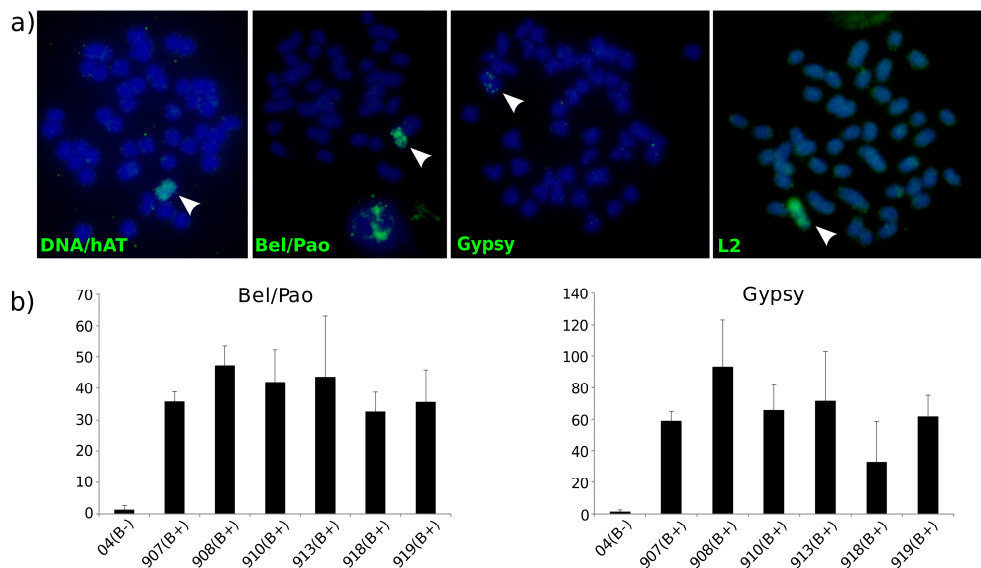 a)
DNA/hAT
Bel/Pao
Gypsy
L2
b)
Bel/Pao
70
60
50
40
30
20
10
0
04(B-)
907(B+)
908(B+)
910(B+)
913(B+)
918(B+)
919(B+)
Gypsy
140
120
100
80
60
40
20
0
04(B-)
907(B+)
908(B+)
910(B+)
913(B+)
918(B+)
919(B+)